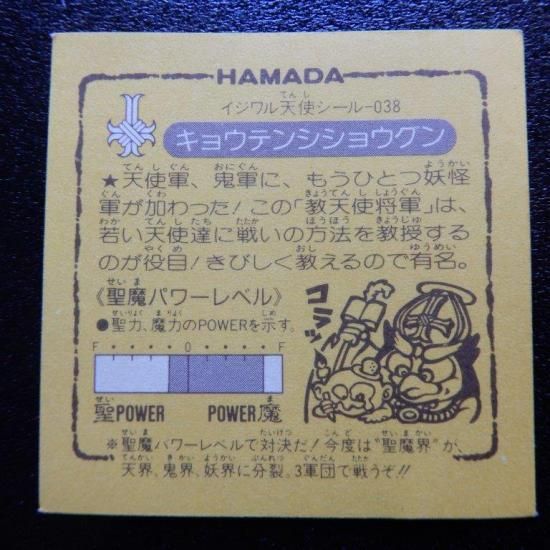 HAMADA
イジワル天使シール-038
キョウテンシショウグン
★天使軍、鬼軍に、もうひとつ妖怪
軍が加わった!この「教天使将軍」は、
若い天使達に戦いの方法を教授する
のが役目!きびしく教えるので有名。
《聖魔パワーレベル》
●聖力、魔力のPOWERを示す。
コラッ
F・・・・0・・・・F
聖POWER POWER魔
※聖魔パワーレベルで対決だ!今度は"聖魔界"が、
天界、鬼界、妖界に分裂。3軍団で戦うぞ!!